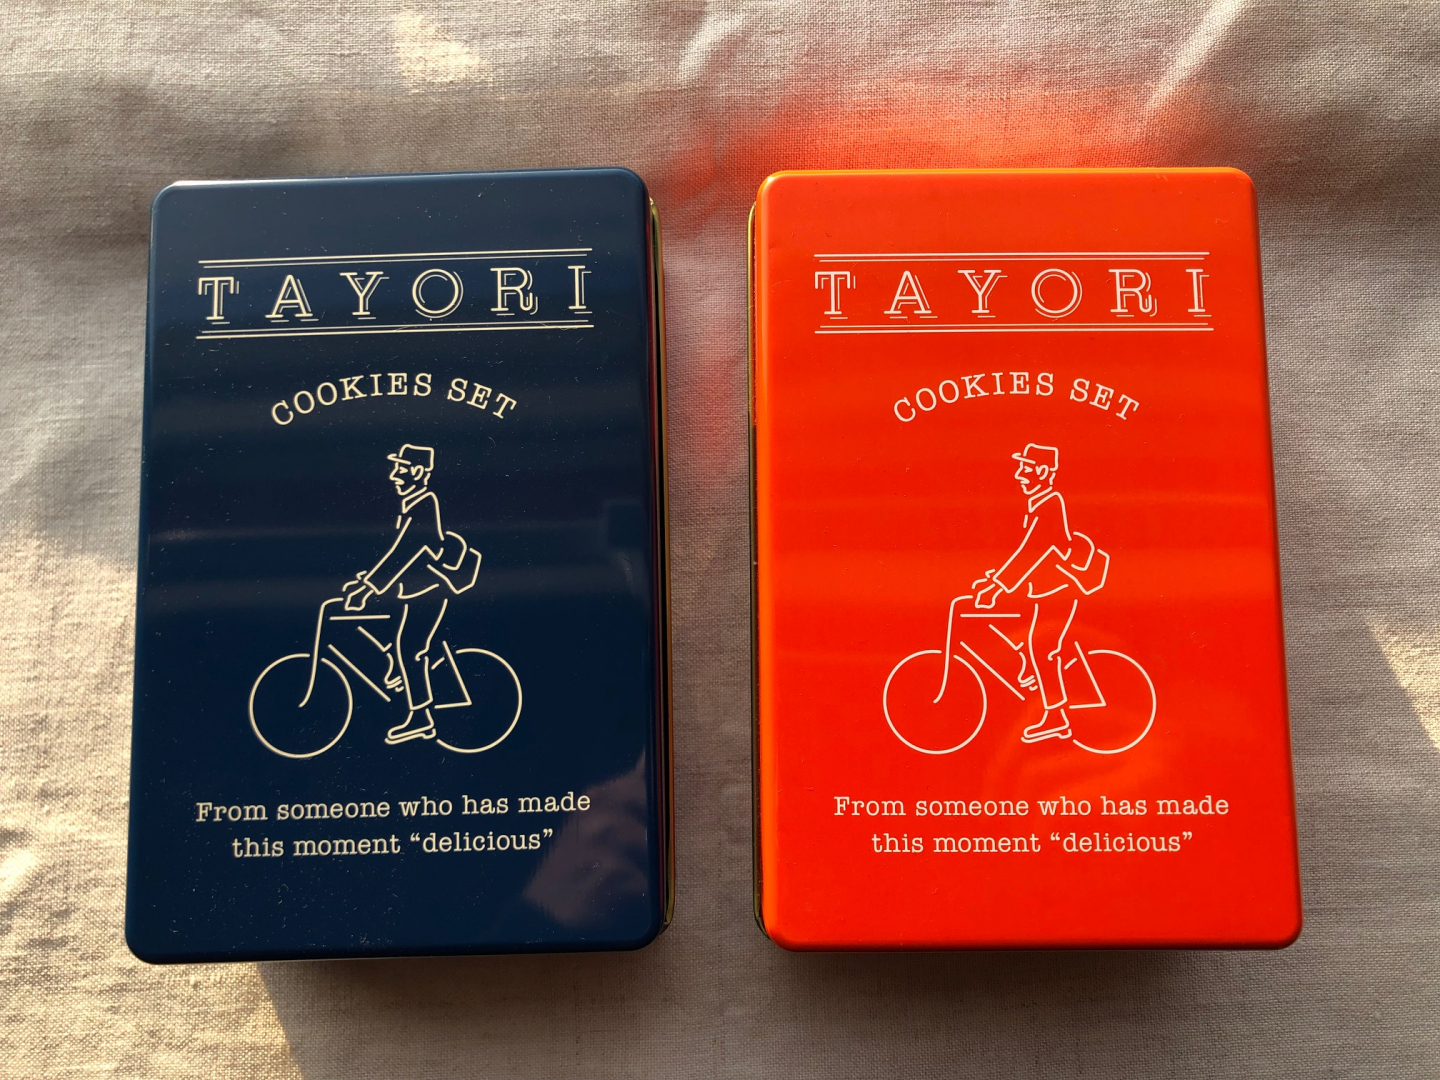 TAYORI
COOKIES SET
From someone who has made
this moment “delicious”
TAYORI
COOKIES SET
From someone who has made
this moment “delicious”